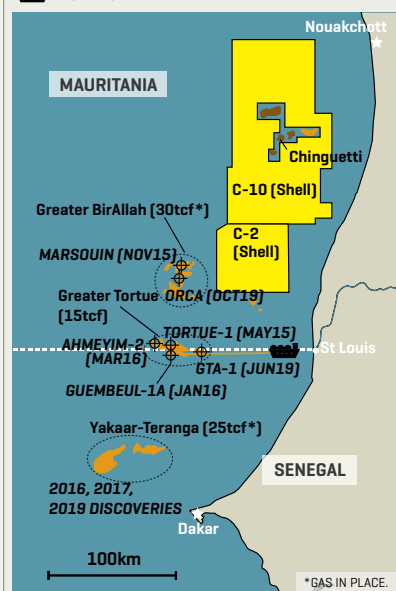 Nouakchott
MAURITANIA
Chinguetti
C-10 (Shell)
Greater BirAllah (30tcf*)
C-2
(Shell)
MARSOUIN (NOV15)
Greater Tortue
(15tcf)
ORCA (OCT19)
TORTUE-1 (MAY15)
AHMEYIM-2
(MAR16)
St Louis
GTA-1 (JUN19)
GUEMBEUL-1A (JAN16)
Yakaar-Teranga (25tcf*)
SENEGAL
2016, 2017,
2019 DISCOVERIES
Dakar
100km
*GAS IN PLACE.